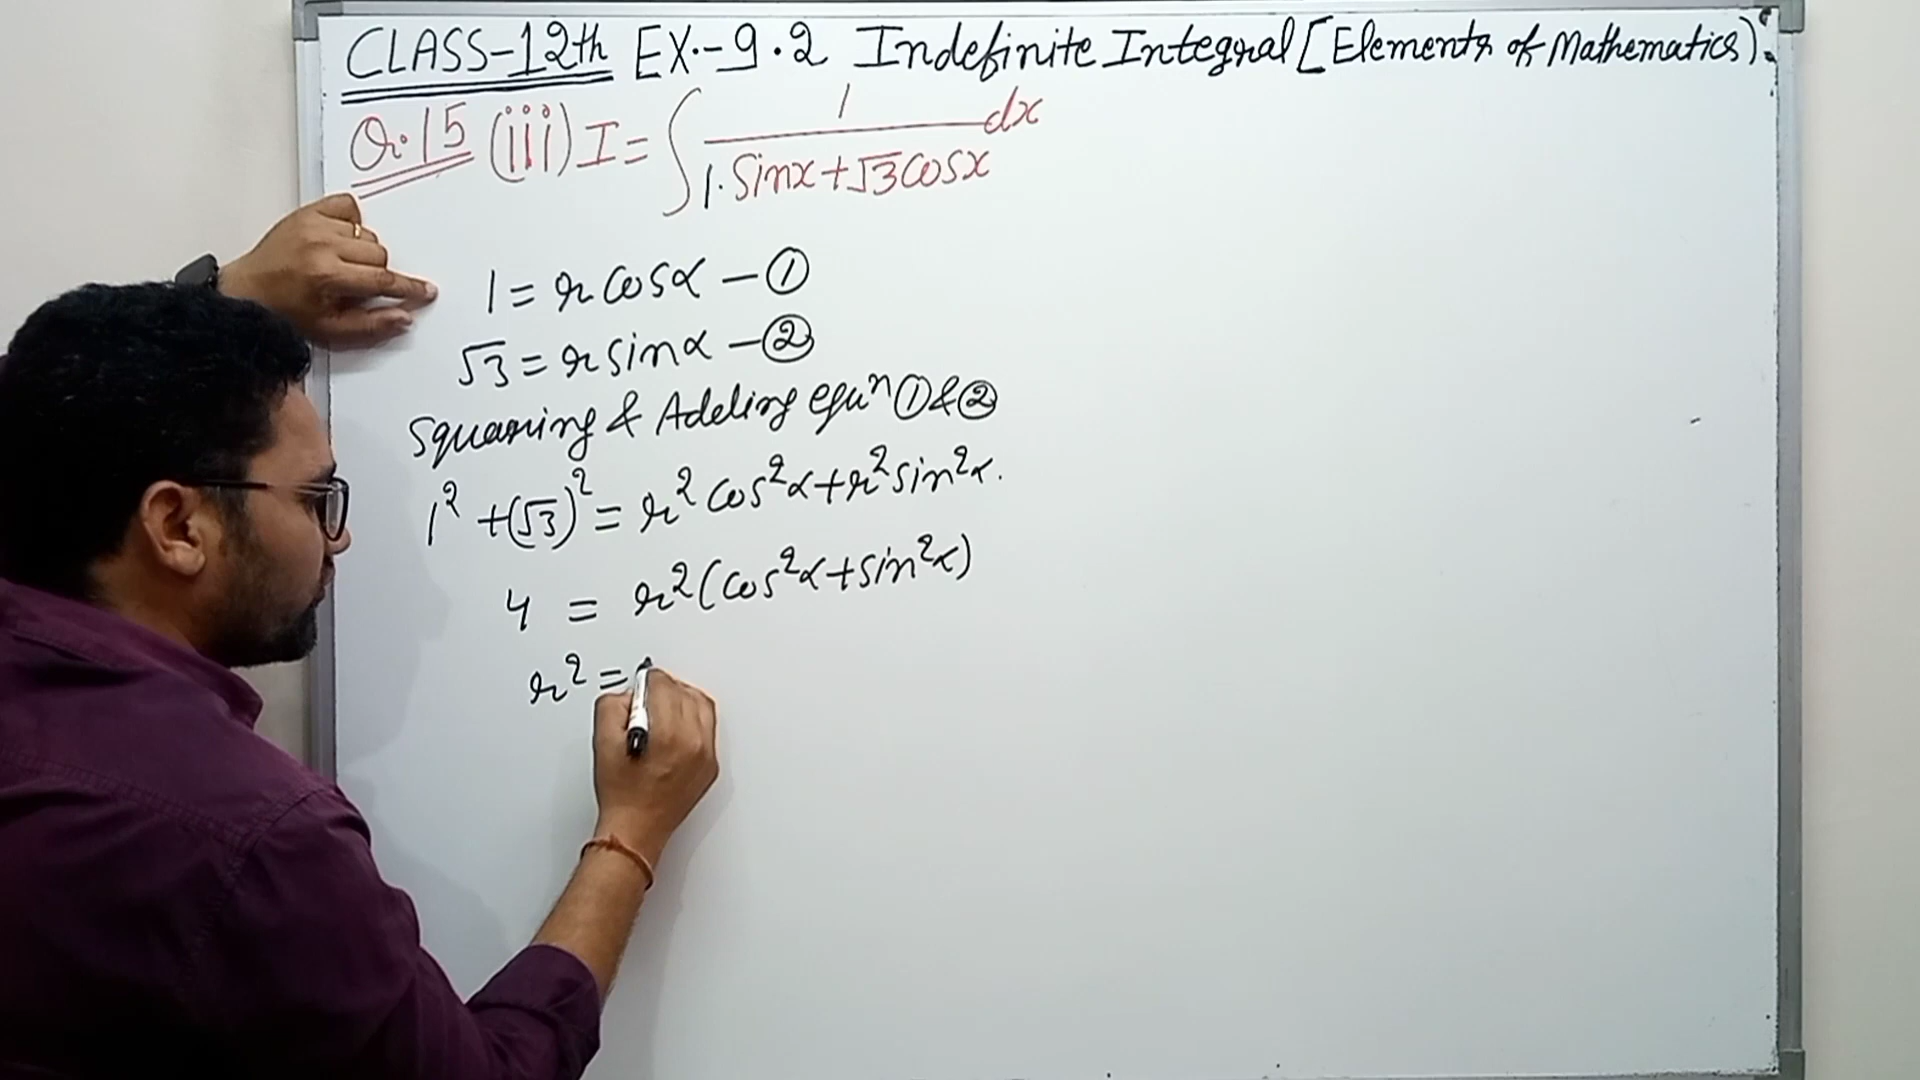 CLASS-12th EX.-9.2 Indefinite Integral [Elements of Mathematics).
Q.15 (iii) I = ∫ 1/(1.Sinx+√3Cosx) dx
1 = r cosα - ①
√3 = r sinα - ②
Squaring & Adding equⁿ ① & ②
1² + (√3)² = r² cos²α + r² sin²α.
4 = r² (cos²α + sin²α)
r² =